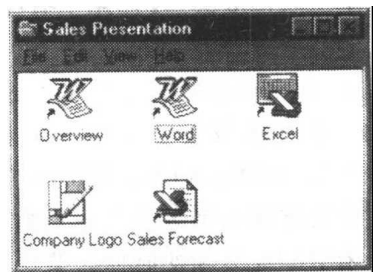 Sales Presentation
File Edit View Help
Overview Word Excel
Company Logo Sales Forecast